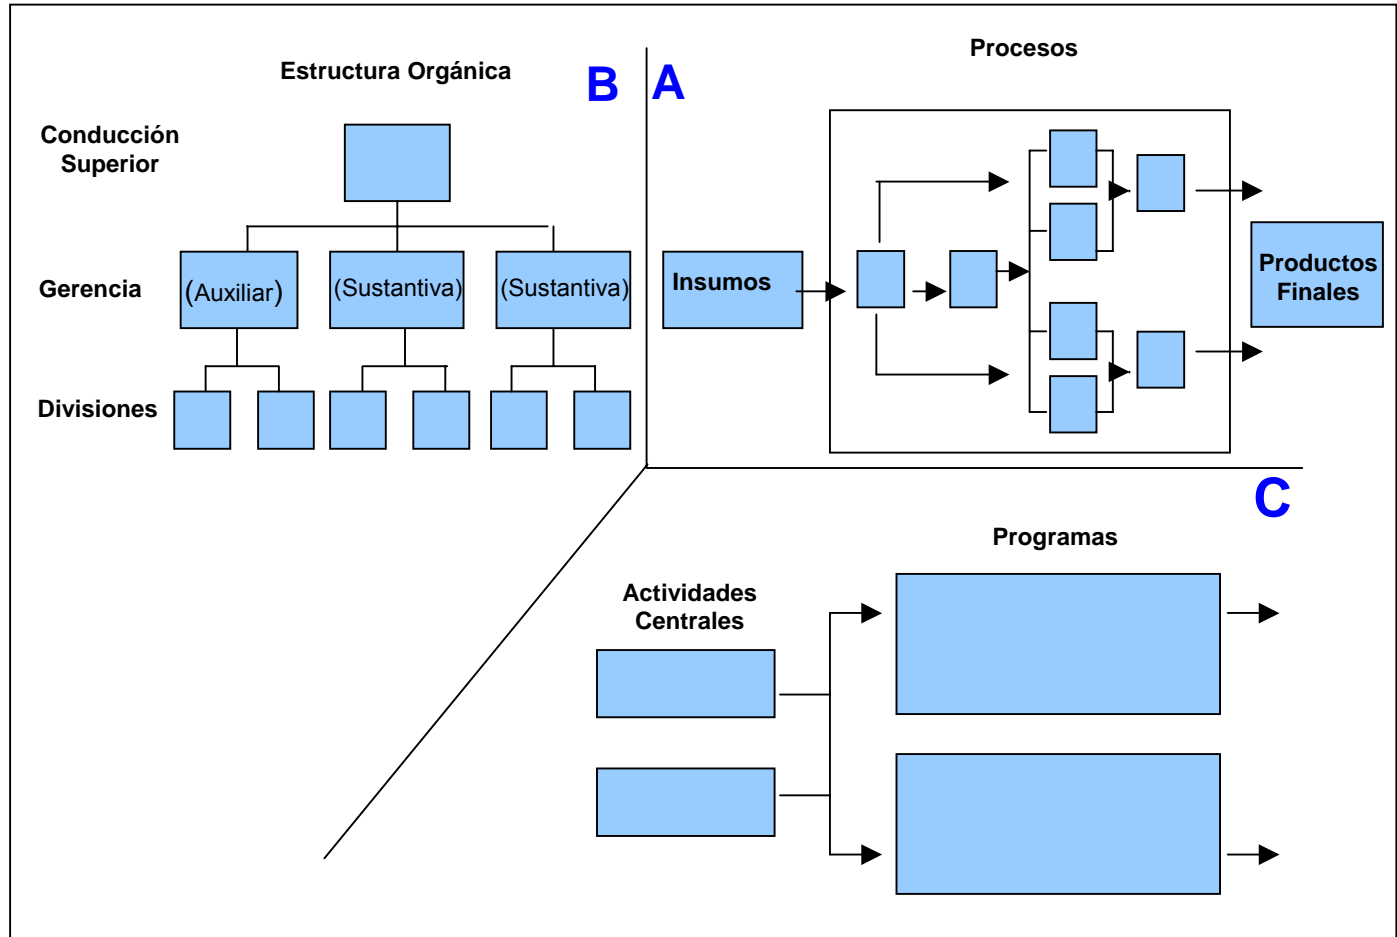 Procesos
Estructura Orgánica
B
A
Conducción
Superior
Gerencia
(Auxiliar)
(Sustantiva)
(Sustantiva)
Divisiones
Insumos
Productos
Finales
C
Programas
Actividades
Centrales